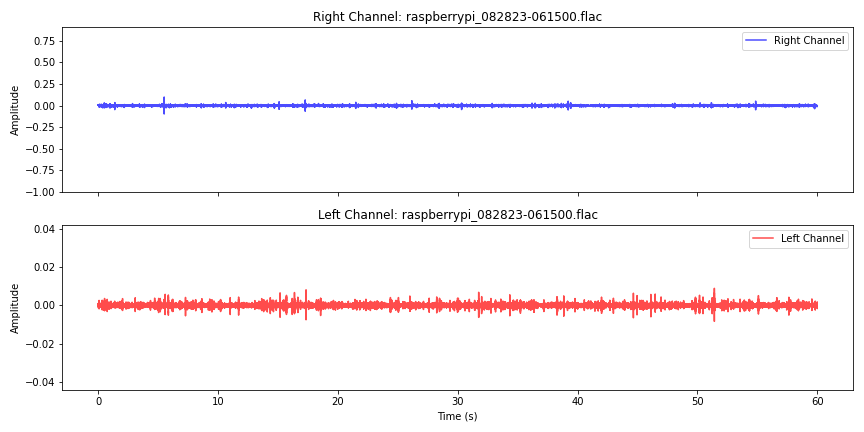 Right Channel: raspberrypi_082823-061500.flac
Right Channel
0.75
0.50
0.25
0.00
−0.25
−0.50
−0.75
−1.00
Amplitude
Left Channel: raspberrypi_082823-061500.flac
Left Channel
0.04
0.02
0.00
−0.02
−0.04
Amplitude
0 10 20 30 40 50 60
Time (s)